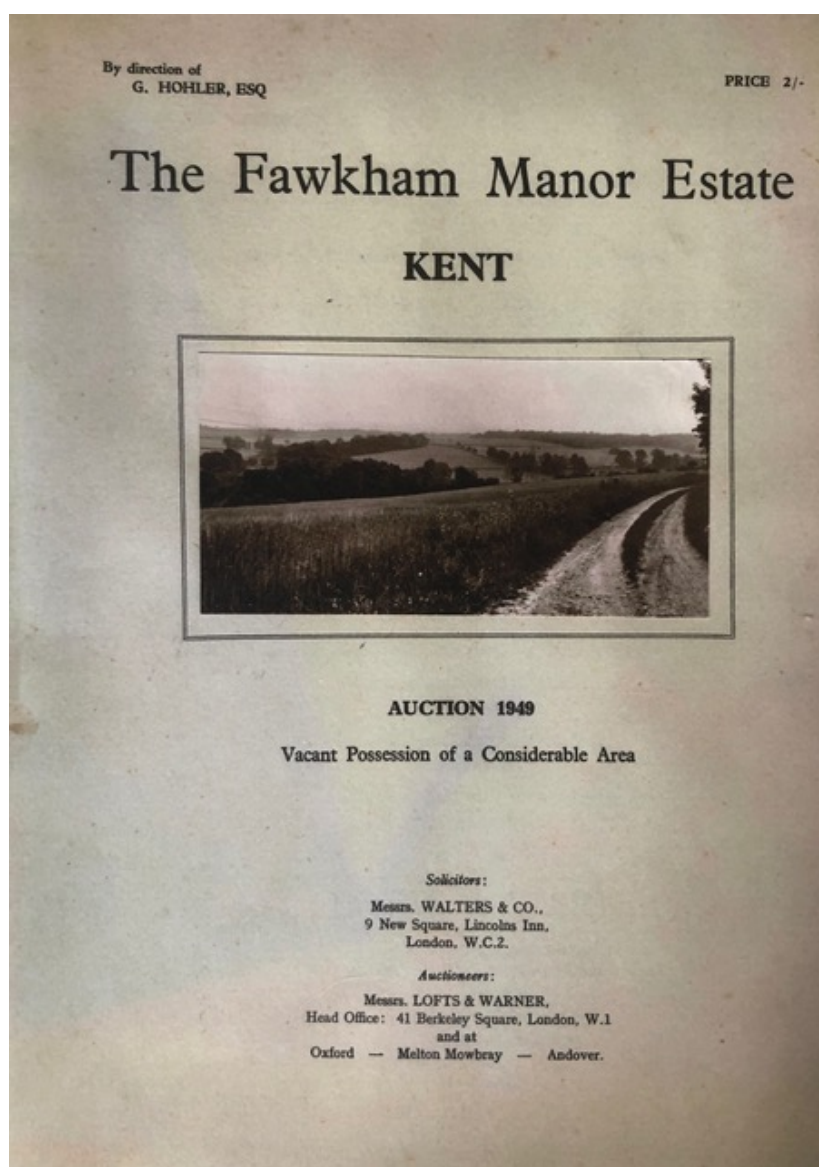 By direction of
G. HOHLER, ESQ
PRICE 2/-
The Fawkham Manor Estate
KENT
AUCTION 1949
Vacant Possession of a Considerable Area
Solicitors:
Messrs. WALTERS & CO.,
9 New Square, Lincolns Inn,
London, W.C.2.
Auctioneers:
Messrs. LOFTS & WARNER,
Head Office: 41 Berkeley Square, London, W.1
and at
Oxford — Melton Mowbray — Andover.